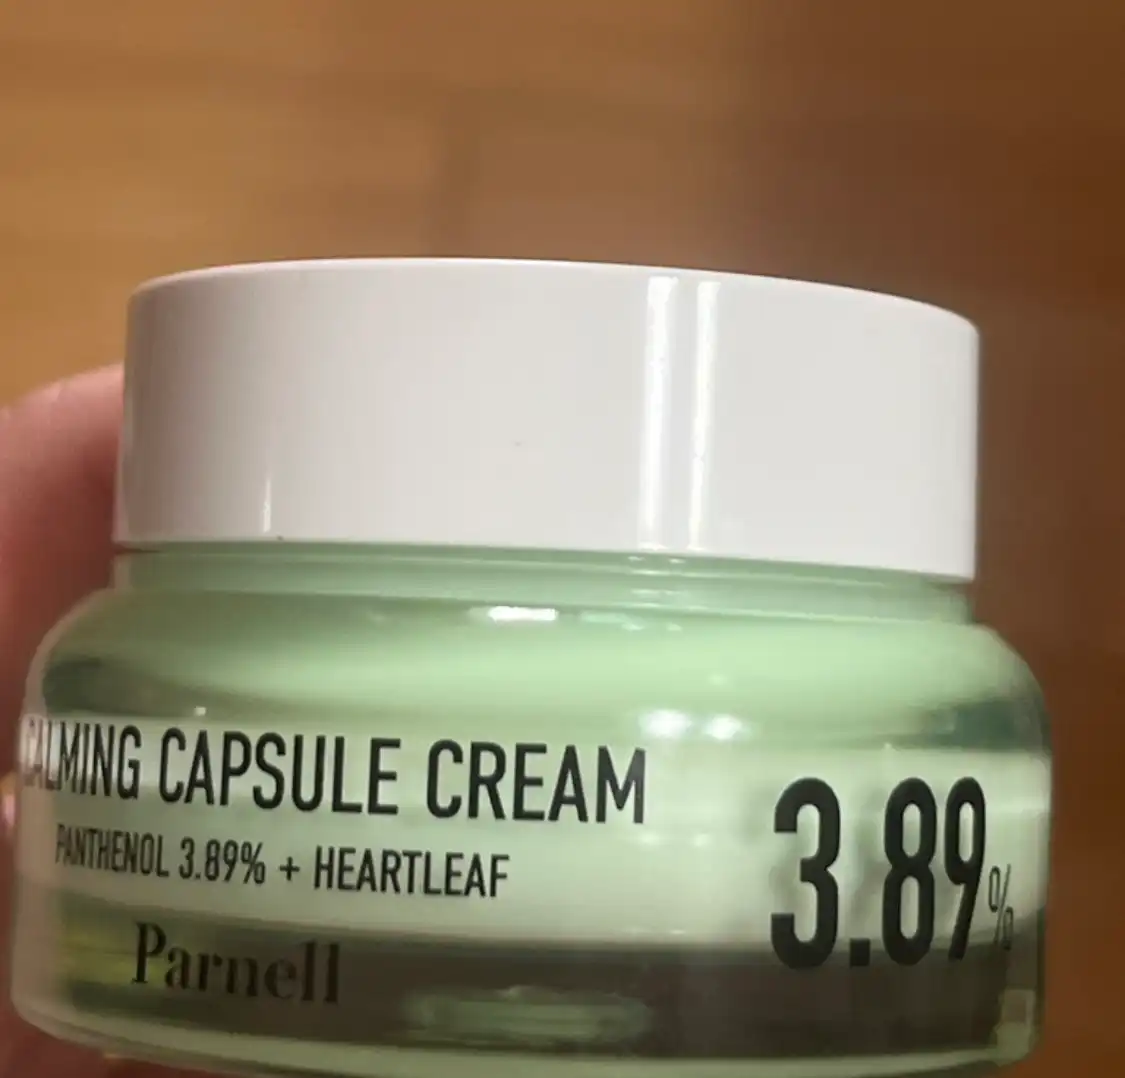 CALMING CAPSULE CREAM
PANTHENOL 3.89% + HEARTLEAF
Parnell
3.89%